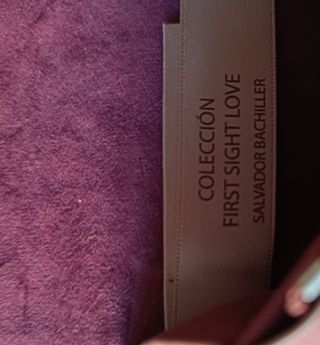 COLECCIÓN
FIRST SIGHT LOVE
SALVADOR BACHILLER